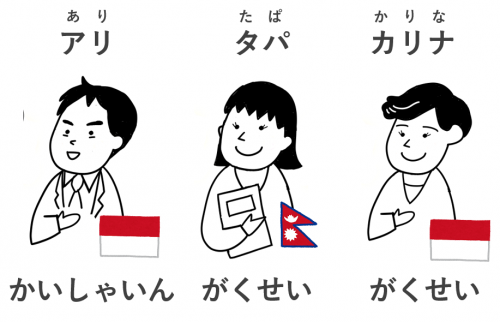 あり たぱ かりな
アリ タパ カリナ
かいしゃいん がくせい がくせい